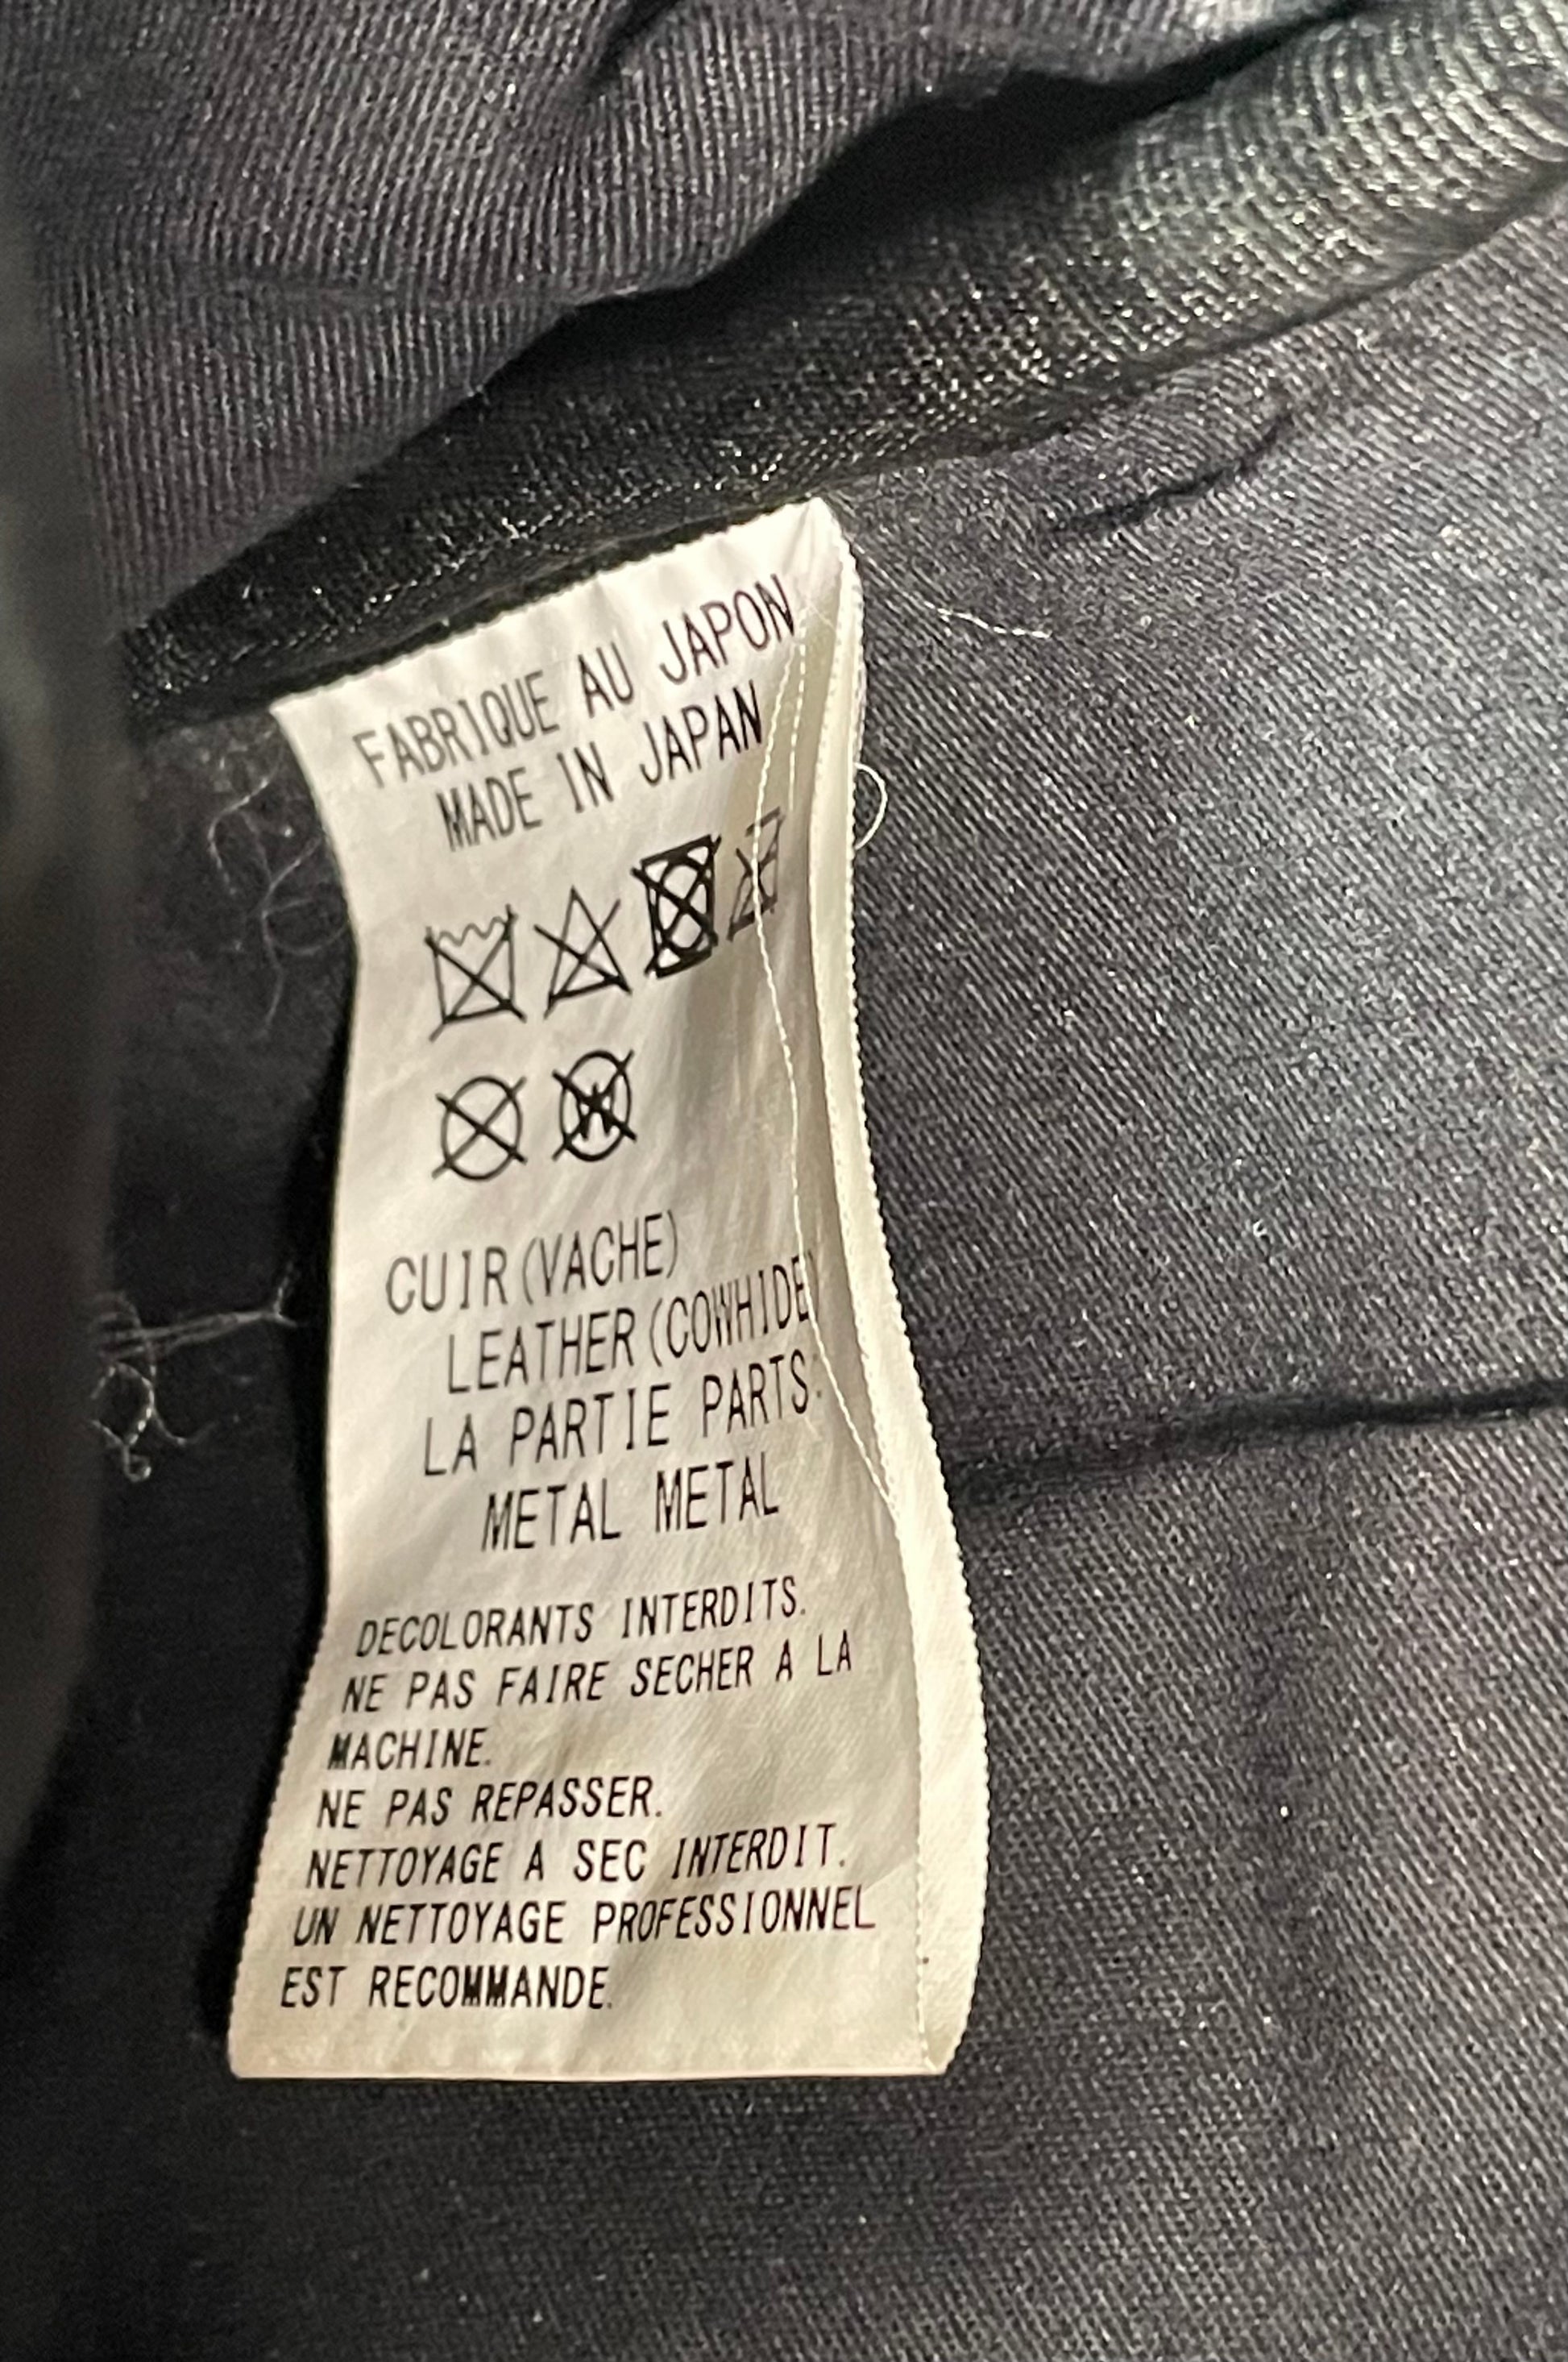 FABRIQUE AU JAPON
MADE IN JAPAN
W
CUIR(VACHE)
LEATHER(COWHIDE)
LA PARTIE PARTS:
METAL METAL
DECOLORANTS INTERDITS.
NE PAS FAIRE SECHER A LA
MACHINE.
NE PAS REPASSER.
NETTOYAGE A SEC INTERDIT.
UN NETTOYAGE PROFESSIONNEL
EST RECOMMANDE.